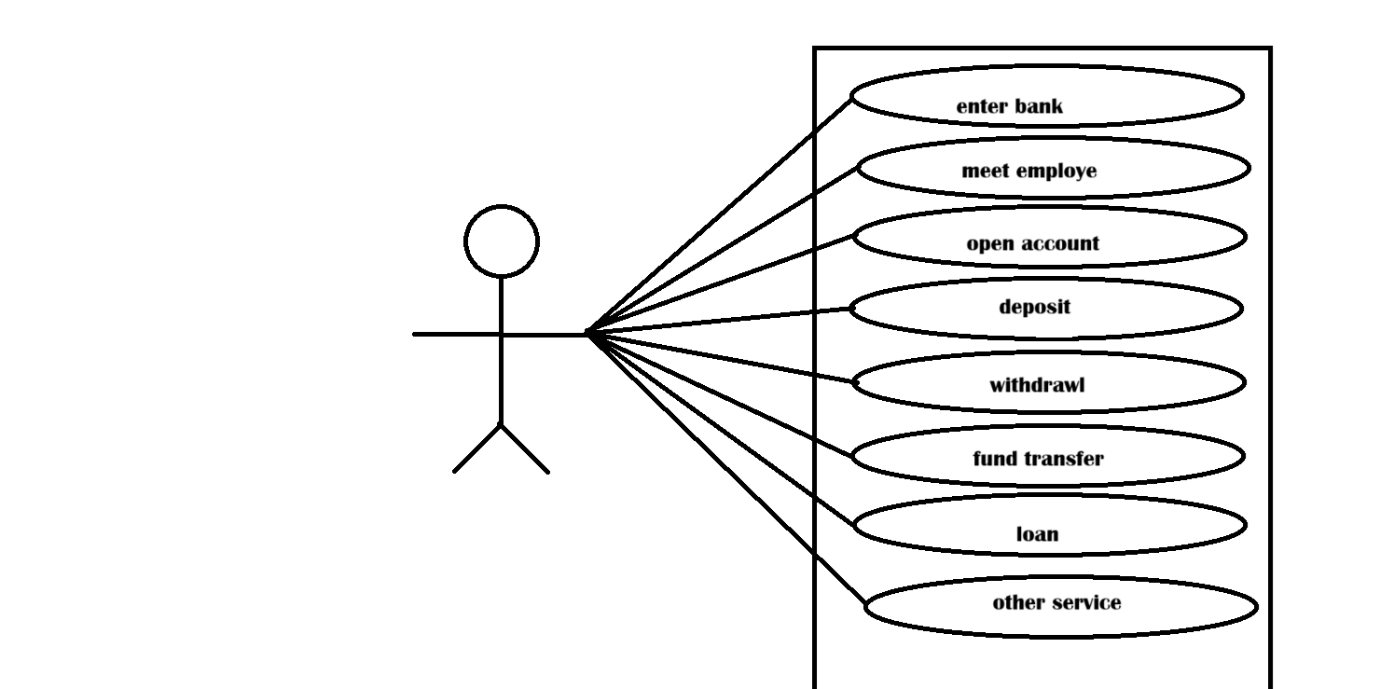 enter bank
meet employe
open account
deposit
withdrawl
fund transfer
loan
other service